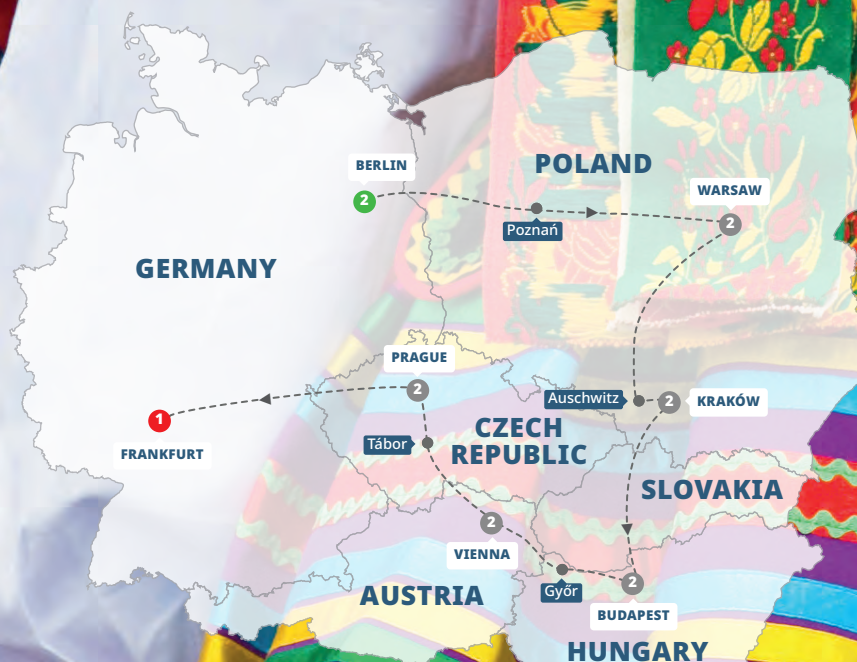 BERLIN
2
POLAND
WARSAW
2
Poznań
GERMANY
PRAGUE
2
Auschwitz
2
KRAKÓW
1
FRANKFURT
Tábor
CZECH
REPUBLIC
SLOVAKIA
2
VIENNA
Győr
2
AUSTRIA
BUDAPEST
HUNGARY